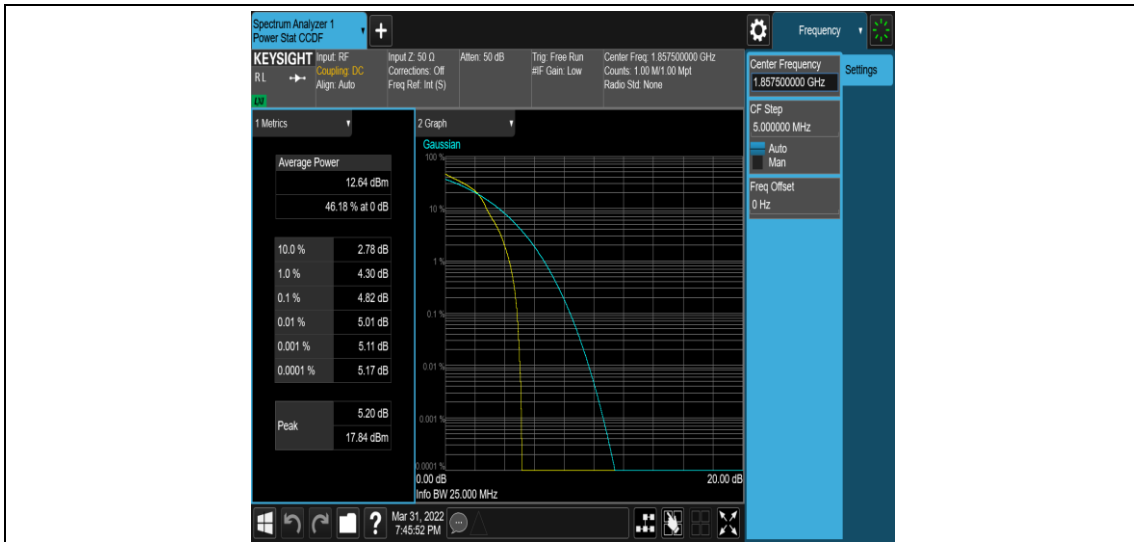 Spectrum Analyzer 1
Power Stat CCDF
+
Frequency
KEYSIGHT
RL
LXI
Input: RF
Coupling: DC
Align: Auto
Input Z: 50 Ω
Corrections: Off
Freq Ref: Int (S)
Atten: 50 dB
Trig: Free Run
#IF Gain: Low
Center Freq: 1.857500000 GHz
Counts: 1.00 M/1.00 Mpt
Radio Std: None
Center Frequency
1.857500000 GHz
Settings
CF Step
5.000000 MHz
Auto
Man
Freq Offset
0 Hz
1 Metrics
Average Power
12.64 dBm
46.18 % at 0 dB
10.0 % 2.78 dB
1.0 % 4.30 dB
0.1 % 4.82 dB
0.01 % 5.01 dB
0.001 % 5.11 dB
0.0001 % 5.17 dB
Peak 5.20 dB
17.84 dBm
2 Graph
Gaussian
100 %
10 %
1 %
0.1 %
0.01 %
0.001 %
0.0001 %
0.00 dB 20.00 dB
Info BW 25.000 MHz
?
Mar 31, 2022
7:45:52 PM